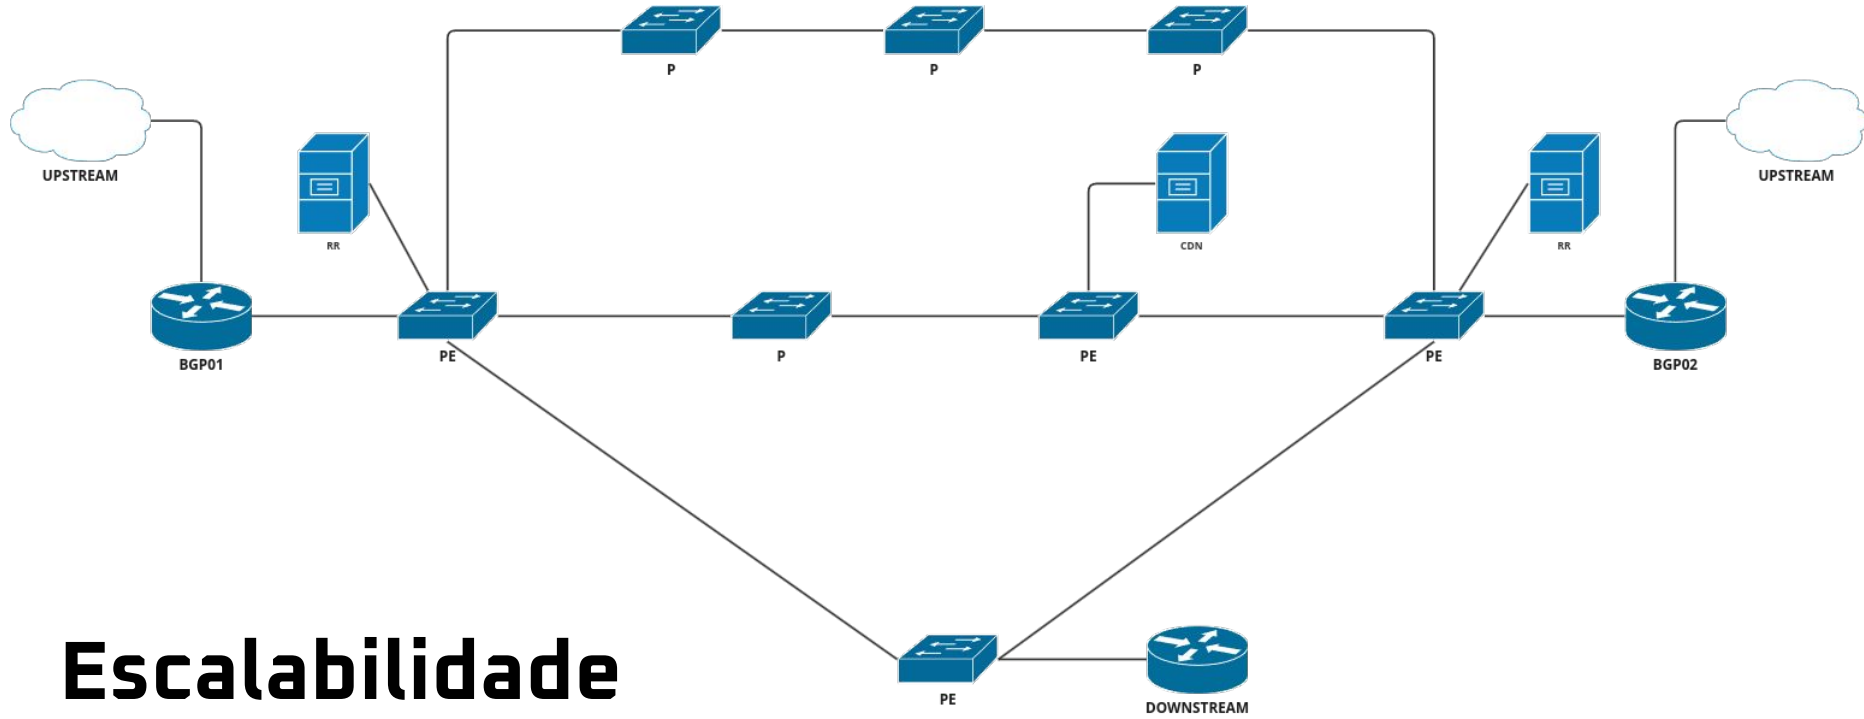 P
P
P
UPSTREAM
UPSTREAM
RR
CDN
RR
BGP01
PE
P
PE
PE
BGP02
Escalabilidade
PE
DOWNSTREAM